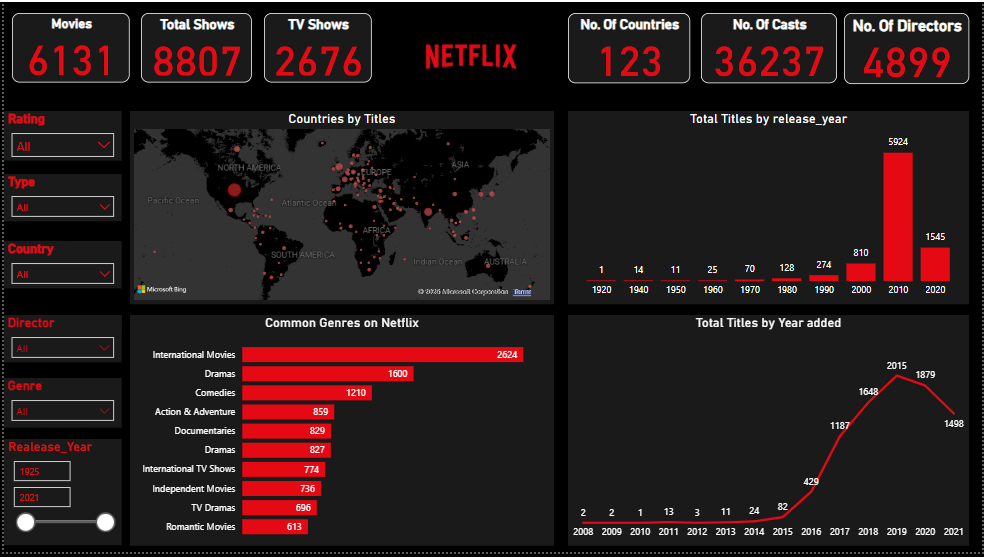 Movies
6131
Total Shows
8807
TV Shows
2676
NETFLIX
No. Of Countries
123
No. Of Casts
36237
No. Of Directors
4899
Rating
All
Type
All
Country
All
Director
All
Genre
All
Realease_Year
1925
2021
Countries by Titles
NORTH AMERICA
EUROPE
ASIA
Pacific Ocean
Atlantic Ocean
AFRICA
SOUTH AMERICA
Indian Ocean
AUSTRALIA
Microsoft Bing
Microsoft Corporation
Terms
Total Titles by release_year
5924
1545
810
274
128
70
25
11
14
1
1920 1940 1950 1960 1970 1980 1990 2000 2010 2020
Common Genres on Netflix
International Movies 2624
Dramas 1600
Comedies 1210
Action & Adventure 859
Documentaries 829
Dramas 827
International TV Shows 774
Independent Movies 736
TV Dramas 696
Romantic Movies 613
Total Titles by Year added
2 2 1 13 3 11 24 82 429 1187 1648 2015 1879 1498
2008 2009 2010 2011 2012 2013 2014 2015 2016 2017 2018 2019 2020 2021